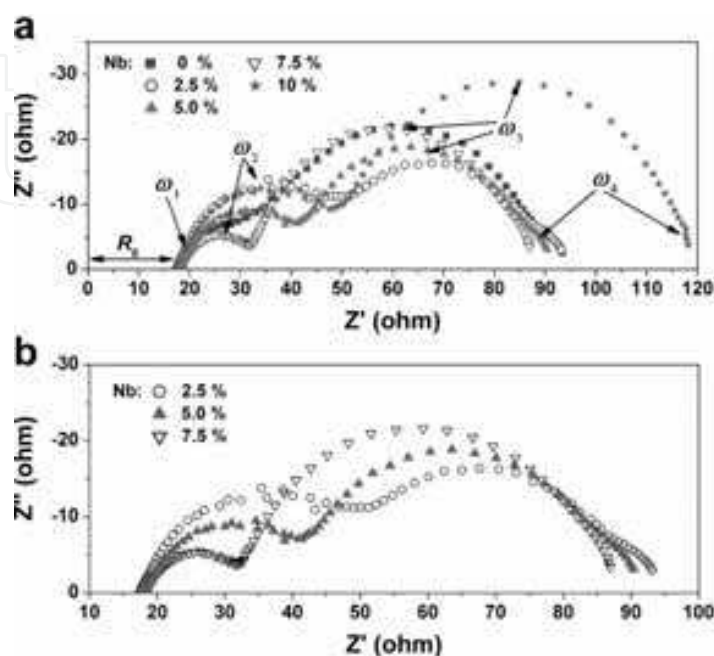 a
Nb: ■ 0 % ▽ 7.5 %
○ 2.5 % ★ 10 %
▲ 5.0 %
ω1
ω2
ω3
ω4
-30
-20
-10
0
Z'' (ohm)
0 10 20 30 40 50 60 70 80 90 100 110 120
Z' (ohm)
b
Nb: ○ 2.5 %
▲ 5.0 %
▽ 7.5 %
-30
-20
-10
0
Z'' (ohm)
10 20 30 40 50 60 70 80 90 100
Z' (ohm)